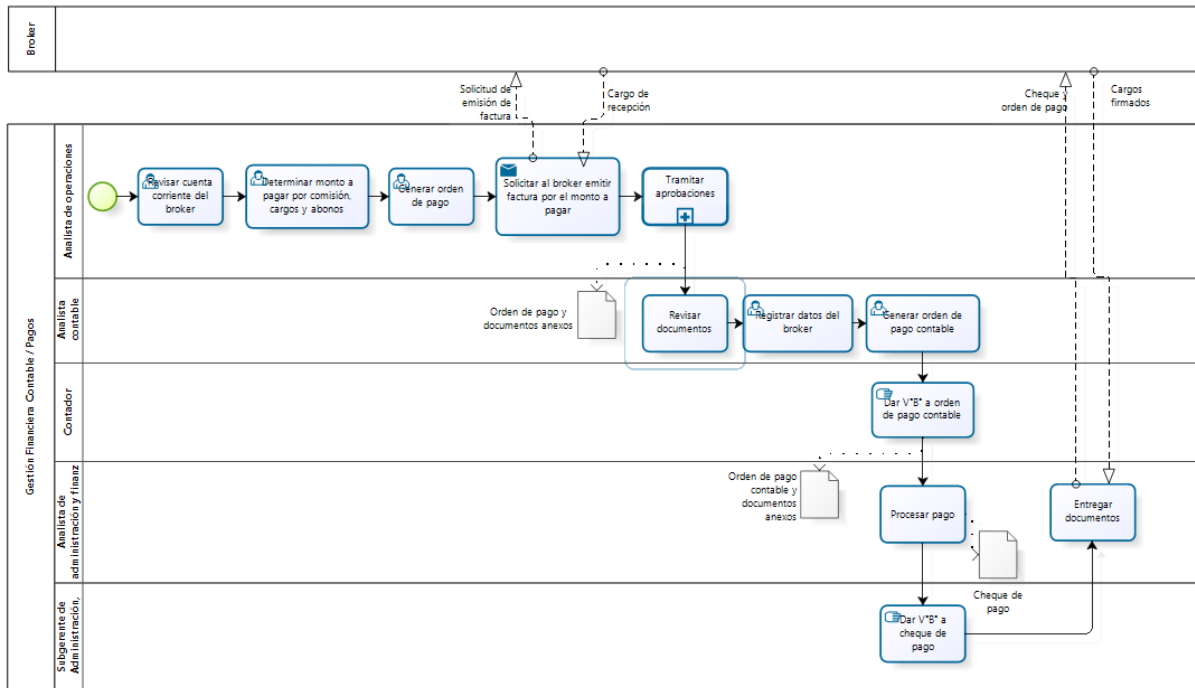 Broker
Solicitud de
emisión de
factura
Cargo de
recepción
Cheque y
orden de pago
Cargos
firmados
Gestión Financiera Contable / Pagos
Analista de operaciones
Revisar cuenta
corriente del
broker
Determinar monto a
pagar por comisión,
cargos y abonos
Generar orden
de pago
Solicitar al broker emitir
factura por el monto a
pagar
Tramitar
aprobaciones
Analista
contable
Orden de pago y
documentos anexos
Revisar
documentos
Registrar datos del
broker
Generar orden de
pago contable
Contador
Dar V°B° a orden
de pago contable
Analista de
administración y finanz
Orden de pago
contable y
documentos
anexos
Procesar pago
Cheque de
pago
Entregar
documentos
Subgerente de
Administración,
Dar V°B° a
cheque de
pago